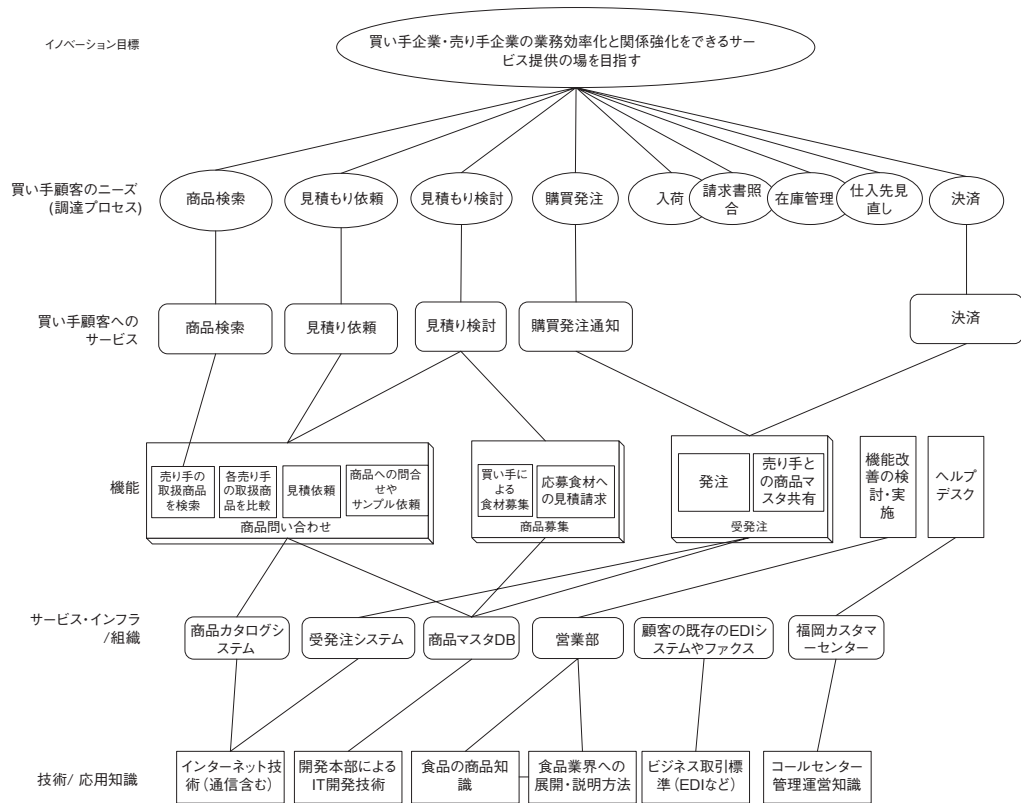 イノベーション目標
買い手企業・売り手企業の業務効率化と関係強化をできるサー
ビス提供の場を目指す
買い手顧客のニーズ
(調達プロセス)
商品検索
見積もり依頼
見積もり検討
購買発注
入荷
請求書照
合
在庫管理
仕入先見
直し
決済
買い手顧客への
サービス
商品検索
見積り依頼
見積り検討
購買発注通知
決済
機能
売り手の
取扱商品
を検索
各売り手
の取扱商
品を比較
見積依頼
商品への問合
せや
サンプル依頼
商品問い合わせ
買い手に
よる
食材募集
応募食材へ
の見積請求
商品募集
発注
売り手と
の商品マ
スタ共有
受発注
機能改
善の検
討・実
施
ヘルプ
デスク
サービス・インフラ
/組織
商品カタログシ
ステム
受発注システム
商品マスタDB
営業部
顧客の既存のEDIシ
ステムやファクス
福岡カスタマ
ーセンター
技術/ 応用知識
インターネット技
術（通信含む）
開発本部による
IT開発技術
食品の商品知
識
食品業界への
展開・説明方法
ビジネス取引標
準（EDIなど）
コールセンター
管理運営知識